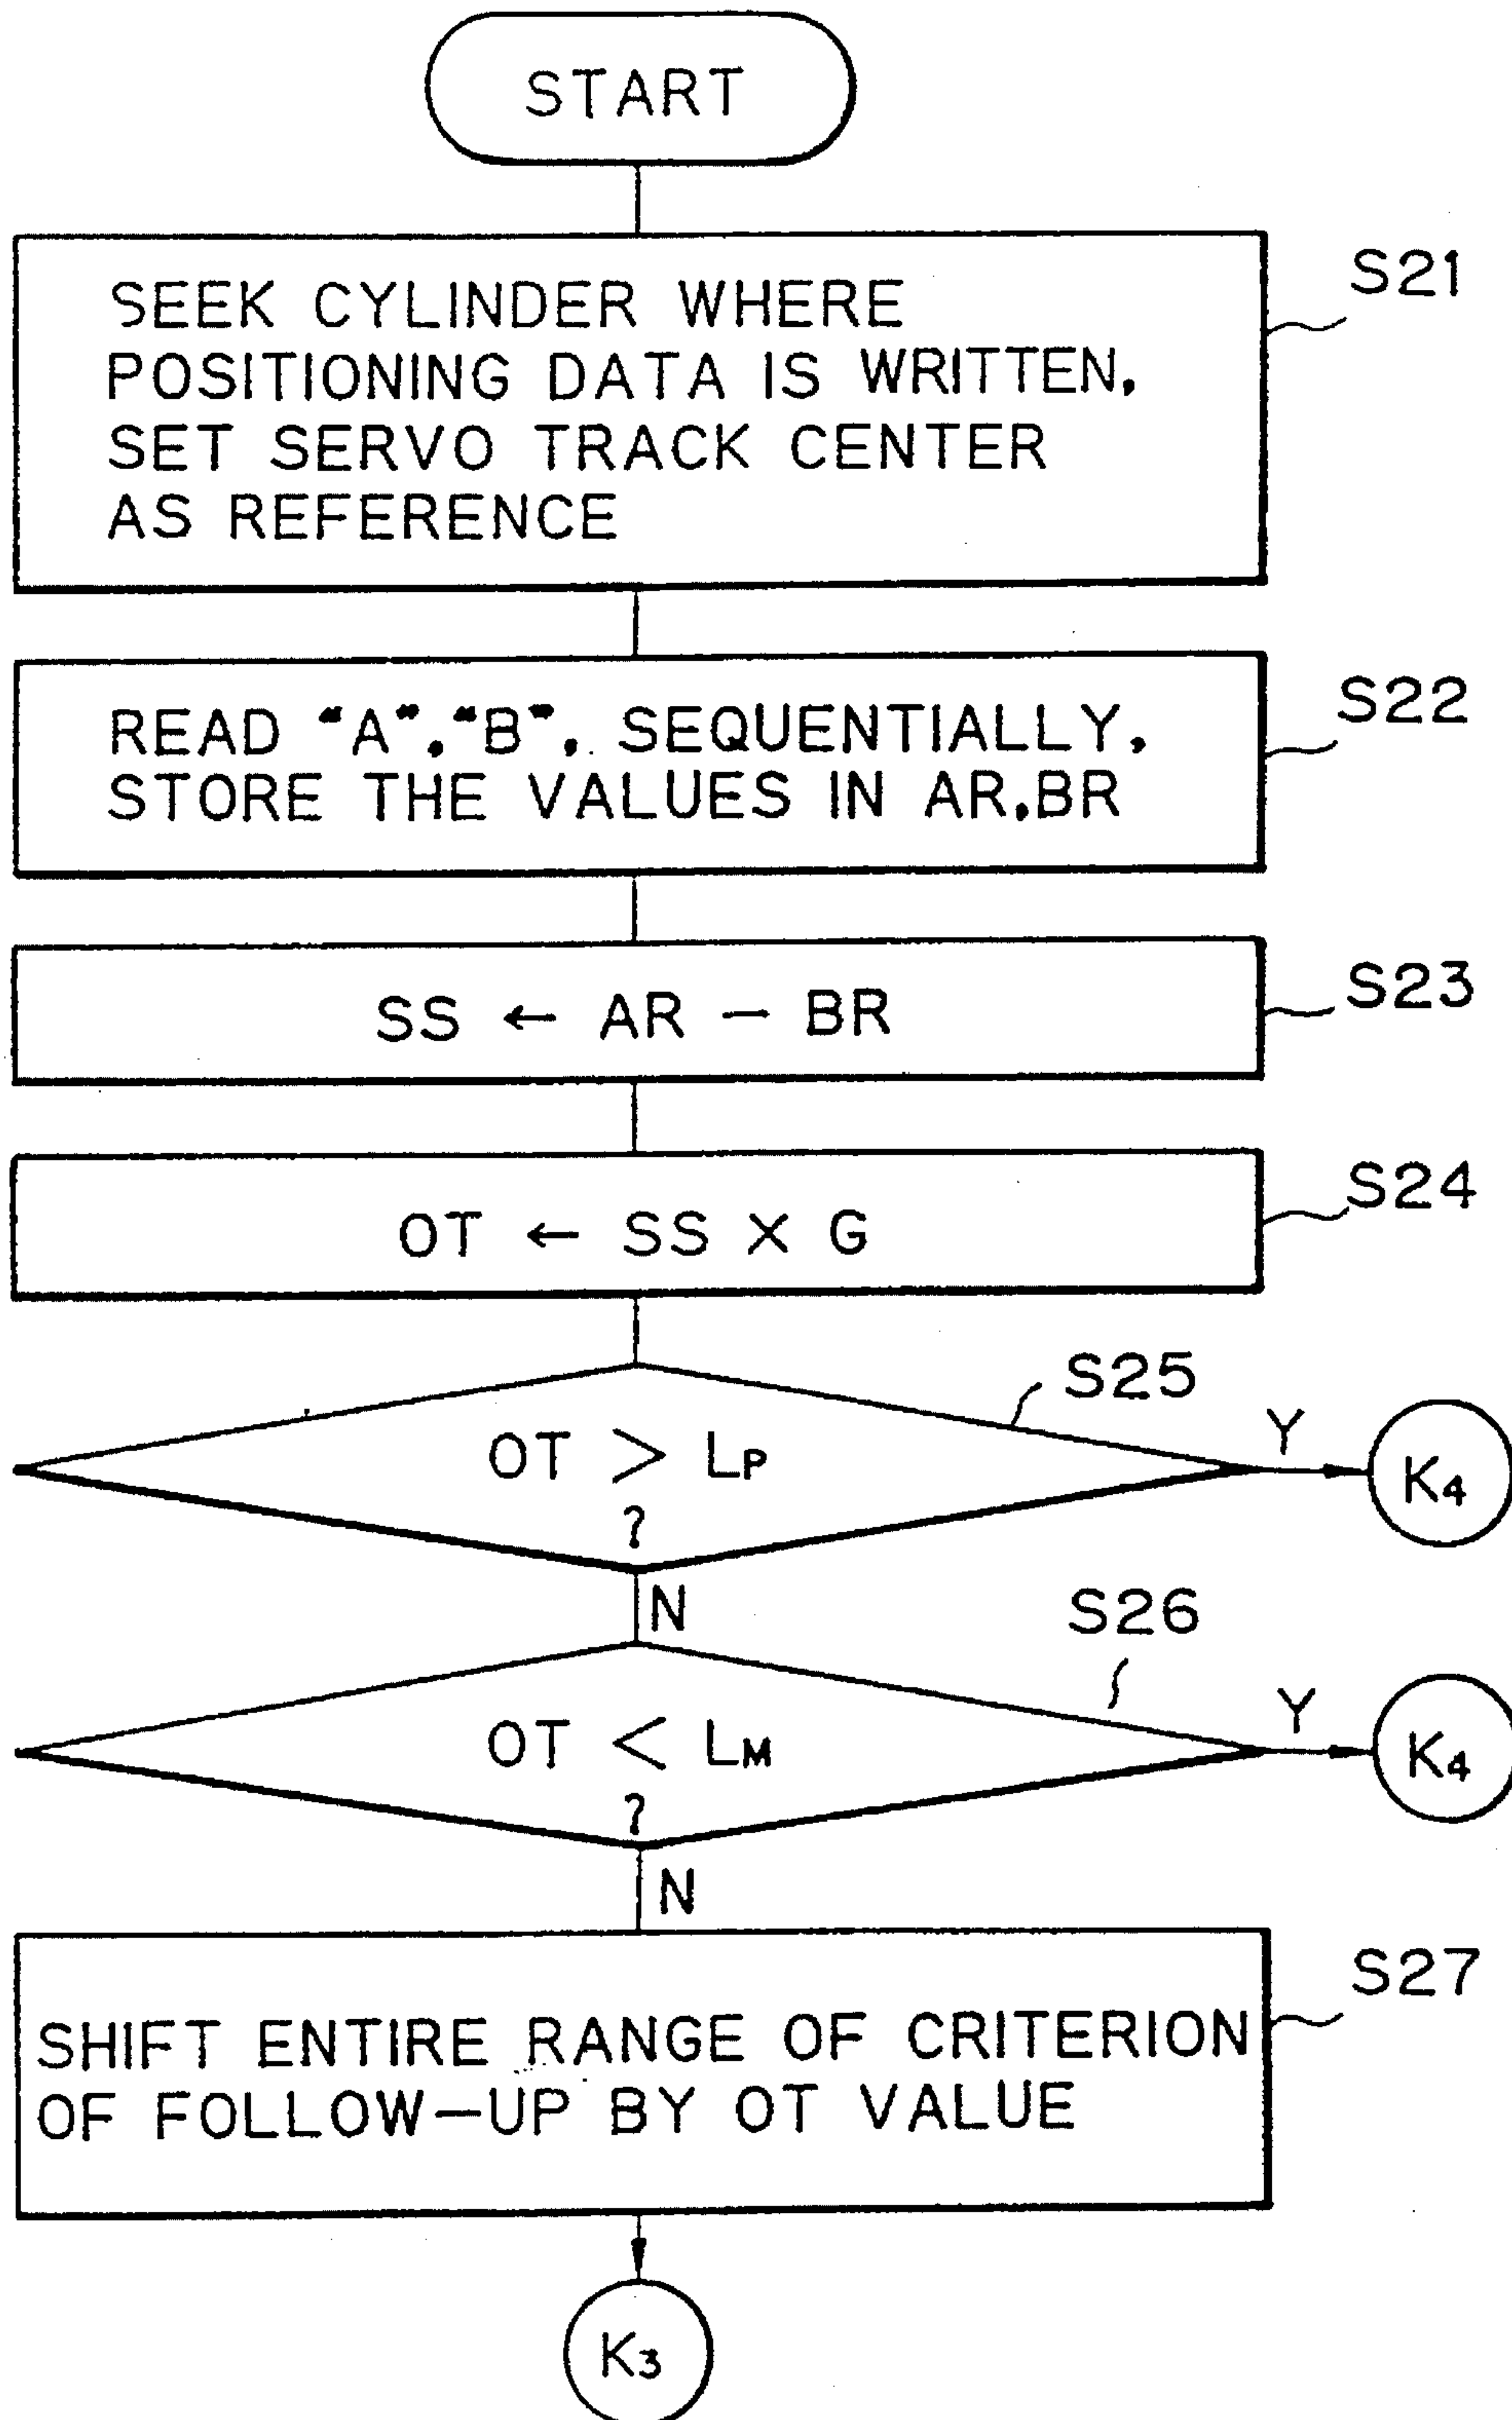 START
S21
SEEK CYLINDER WHERE
POSITIONING DATA IS WRITTEN,
SET SERVO TRACK CENTER
AS REFERENCE
S22
READ "A","B", SEQUENTIALLY,
STORE THE VALUES IN AR,BR
S23
SS ← AR – BR
S24
OT ← SS × G
S25
OT > LP
?
Y
K4
N
S26
OT < LM
?
Y
K4
N
S27
SHIFT ENTIRE RANGE OF CRITERION
OF FOLLOW–UP BY OT VALUE
K3